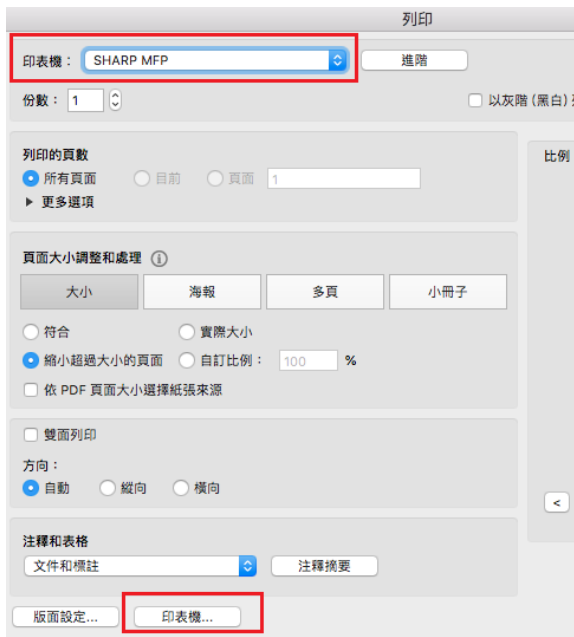 列印
印表機： SHARP MFP 進階
份數： 1 以灰階 (黑白)
列印的頁數 比例
所有頁面 目前 頁面 1
更多選項
頁面大小調整和處理
大小 海報 多頁 小冊子
符合 實際大小
縮小超過大小的頁面 自訂比例： 100 %
依 PDF 頁面大小選擇紙張來源
雙面列印
方向：
自動 縱向 橫向
<
注釋和表格
文件和標註 注釋摘要
版面設定... 印表機...